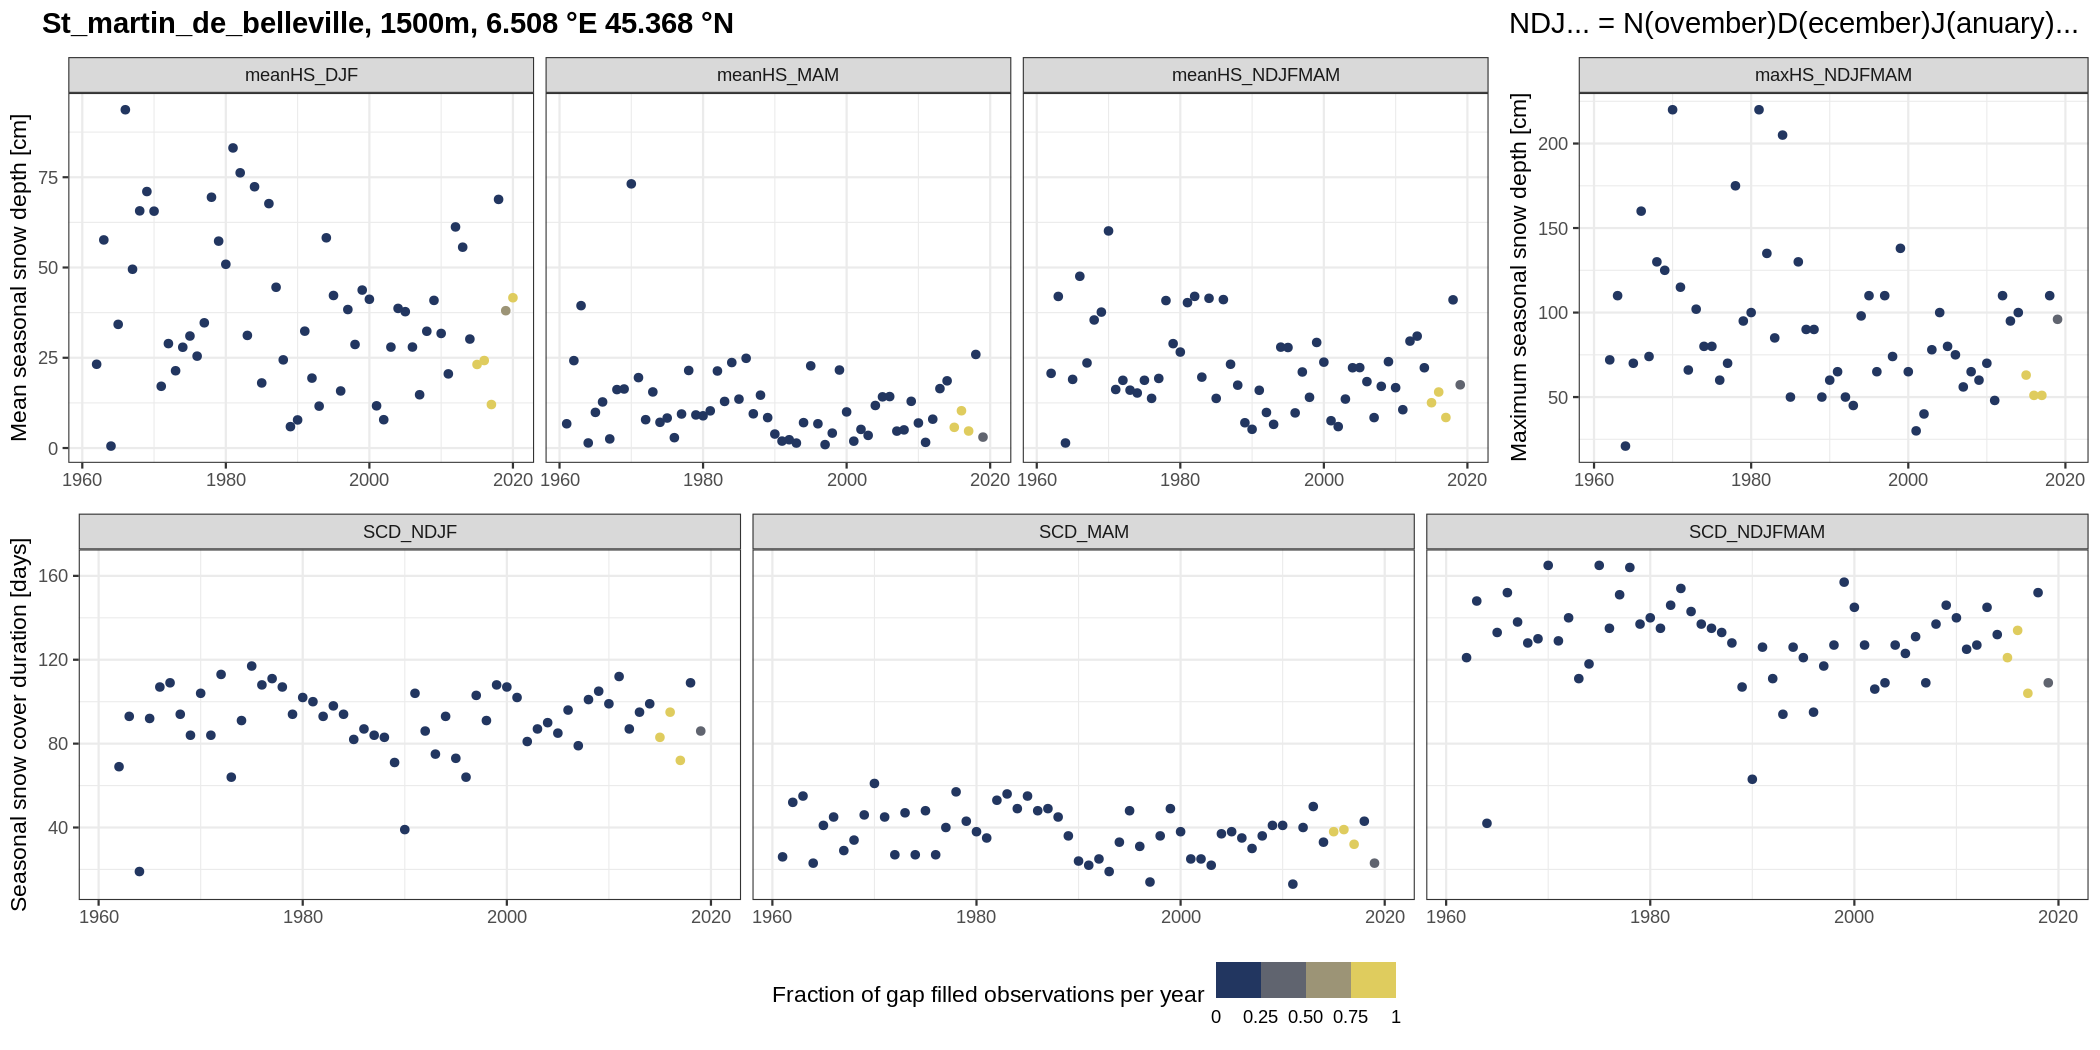 St_martin_de_belleville, 1500m, 6.508 °E 45.368 °N
NDJ... = N(ovember)D(ecember)J(anuary)...
meanHS_DJF
meanHS_MAM
meanHS_NDJFMAM
maxHS_NDJFMAM
Mean seasonal snow depth [cm]
75
50
25
0
1960 1980 2000 2020
1960 1980 2000 2020
1960 1980 2000 2020
Maximum seasonal snow depth [cm]
200
150
100
50
1960 1980 2000 2020
SCD_NDJF
SCD_MAM
SCD_NDJFMAM
Seasonal snow cover duration [days]
160
120
80
40
1960 1980 2000 2020
1960 1980 2000 2020
1960 1980 2000 2020
Fraction of gap filled observations per year
0 0.25 0.50 0.75 1